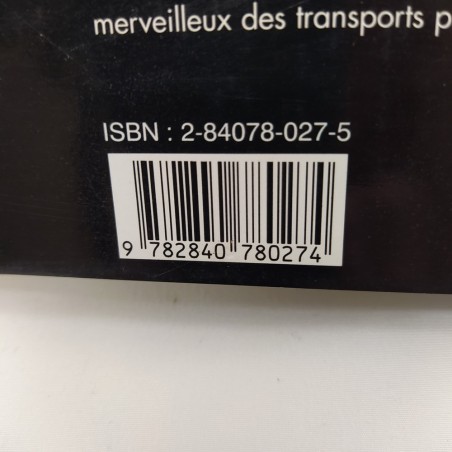 merveilleux des transports p
ISBN : 2-84078-027-5
9 782840 780274